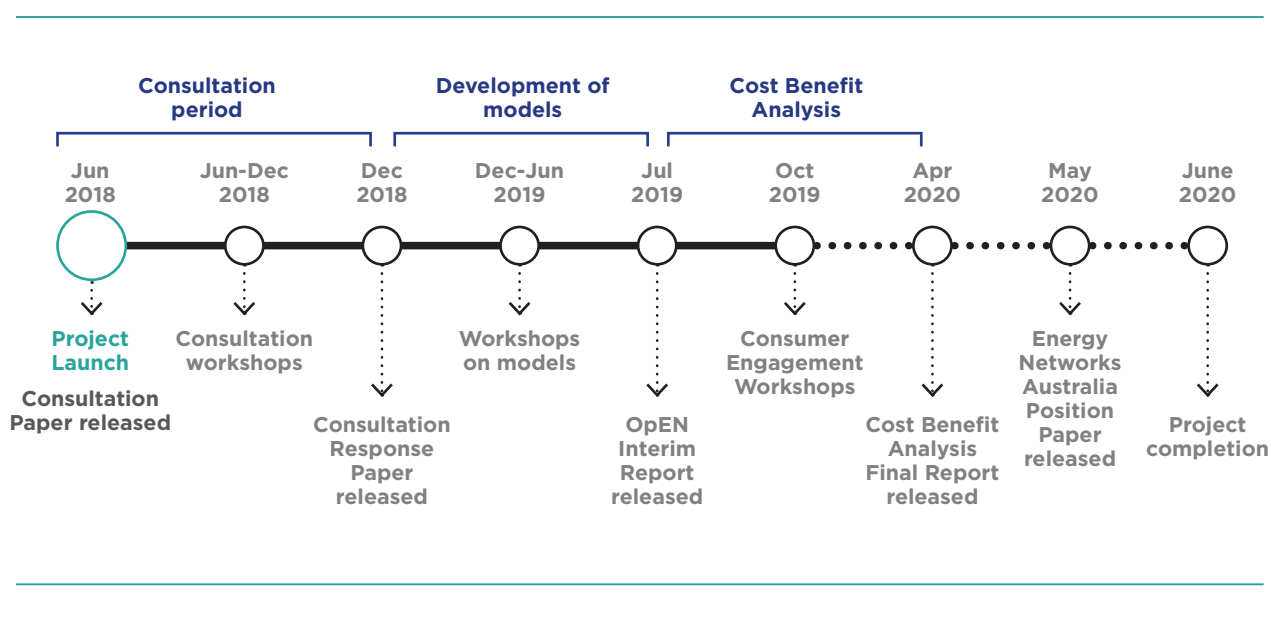 Consultation
period
Development of
models
Cost Benefit
Analysis
Jun
2018
Jun-Dec
2018
Dec
2018
Dec-Jun
2019
Jul
2019
Oct
2019
Apr
2020
May
2020
June
2020
Project
Launch
Consultation
Paper released
Consultation
workshops
Consultation
Response
Paper
released
Workshops
on models
OpEN
Interim
Report
released
Consumer
Engagement
Workshops
Cost Benefit
Analysis
Final Report
released
Energy
Networks
Australia
Position
Paper
released
Project
completion